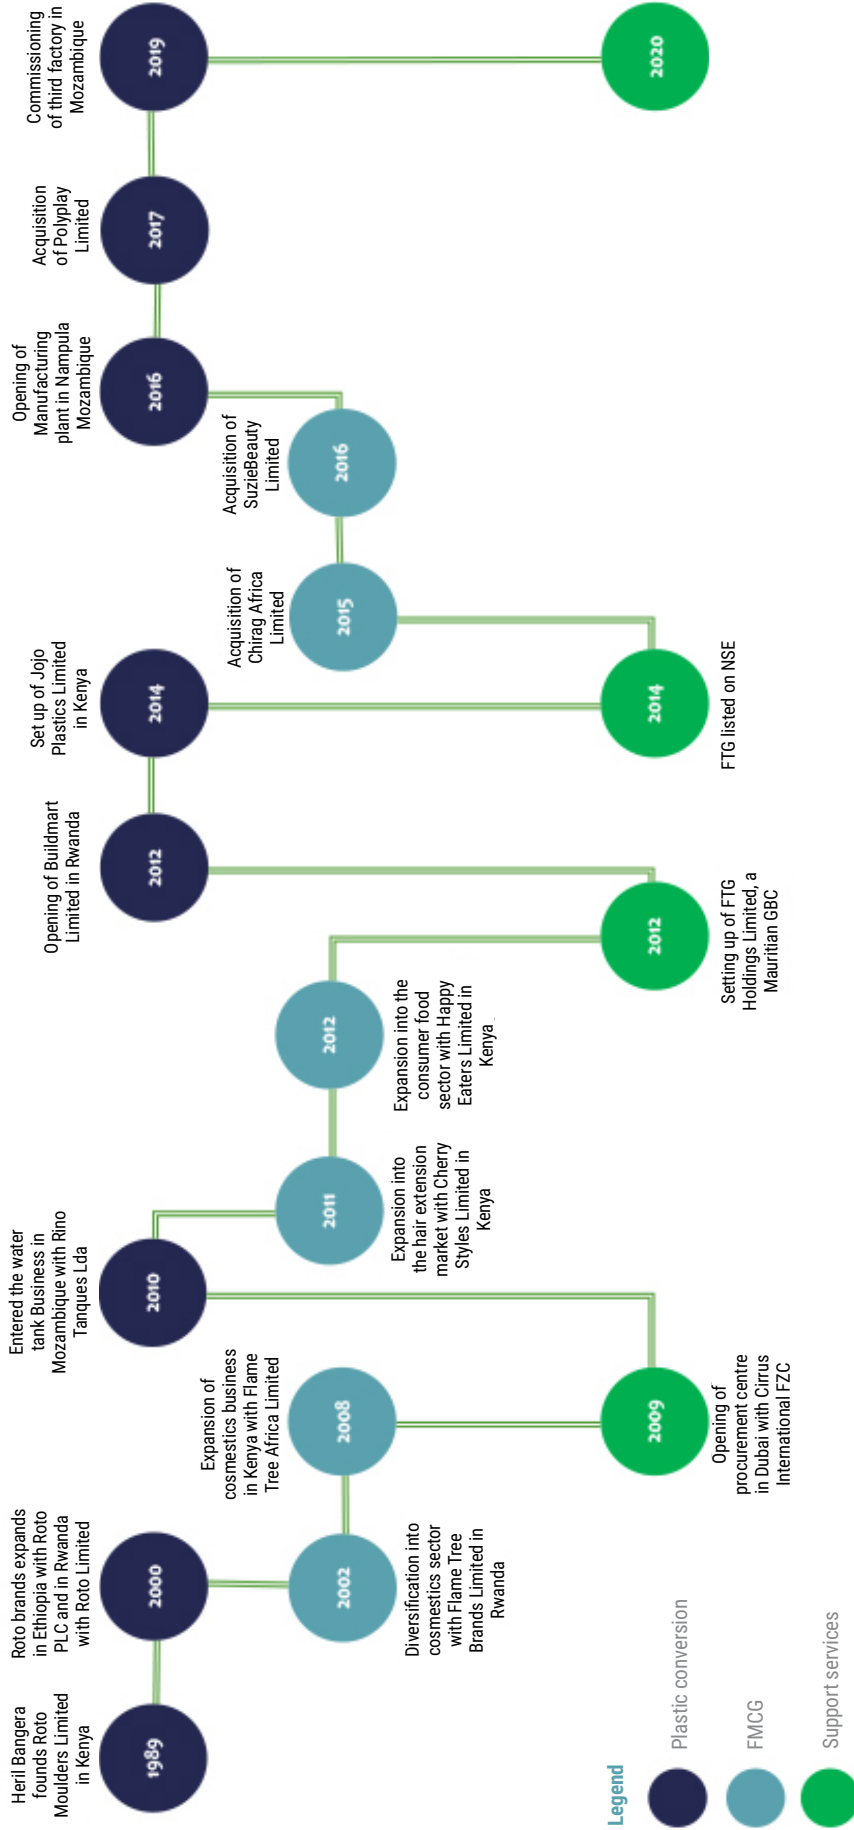 Heril Bangera
founds Roto
Moulders Limited
in Kenya
1989
Roto brands expands
in Ethiopia with Roto
PLC and in Rwanda
with Roto Limited
2000
2002
Diversification into
cosmestics sector
with Flame Tree
Brands Limited in
Rwanda
Expansion of
cosmestics business
in Kenya with Flame
Tree Africa Limited
2008
2009
Opening of
procurement centre
in Dubai with Cirrus
International FZC
Entered the water
tank Business in
Mozambique with Rino
Tanques Lda
2010
2011
Expansion into
the hair extension
market with Cherry
Styles Limited in
Kenya
2012
Expansion into the
consumer food
sector with Happy
Eaters Limited in
Kenya
2012
Setting up of FTG
Holdings Limited, a
Mauritian GBC
Opening of Buildmart
Limited in Rwanda
2012
Set up of Jojo
Plastics Limited
in Kenya
2014
2014
FTG listed on NSE
Acquisition of
Chirag Africa
Limited
2015
Acquisition of
SuzieBeauty
Limited
2016
Opening of
Manufacturing
plant in Nampula
Mozambique
2016
Acquisition
of Polyplay
Limited
2017
Commissioning
of third factory in
Mozambique
2019
2020
Legend
Plastic conversion
FMCG
Support services